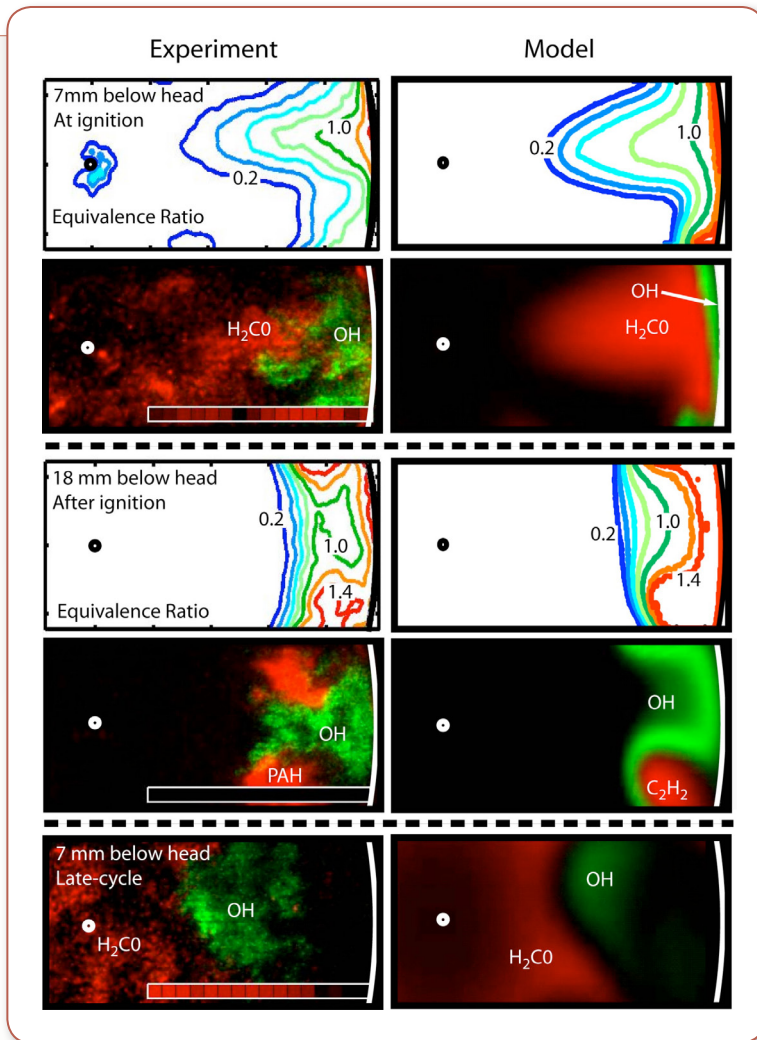 Experiment
Model
7mm below head
At ignition
1.0
0.2
Equivalence Ratio
0.2
1.0
H₂C0
OH
OH
H₂C0
18 mm below head
After ignition
0.2
1.0
1.4
Equivalence Ratio
0.2
1.0
1.4
OH
PAH
OH
C₂H₂
7 mm below head
Late-cycle
OH
H₂C0
OH
H₂C0